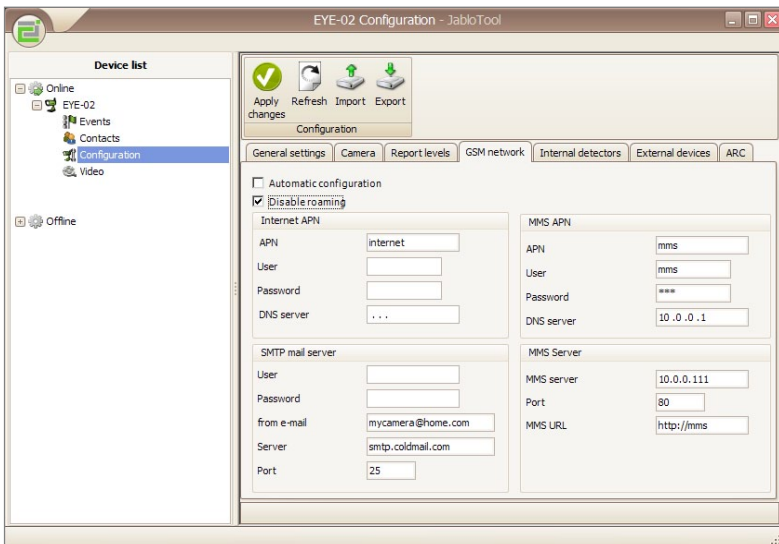 EYE-02 Configuration - JabloTool
Device list
Online
EYE-02
Events
Contacts
Configuration
Video
Offline
Apply changes
Refresh
Import
Export
Configuration
General settings
Camera
Report levels
GSM network
Internal detectors
External devices
ARC
Automatic configuration
Disable roaming
Internet APN
APN internet
User
Password
DNS server . . .
MMS APN
APN mms
User mms
Password ***
DNS server 10 .0 .0 .1
SMTP mail server
User
Password
from e-mail mycamera@home.com
Server smtp.coldmail.com
Port 25
MMS Server
MMS server 10.0.0.111
Port 80
MMS URL http://mms